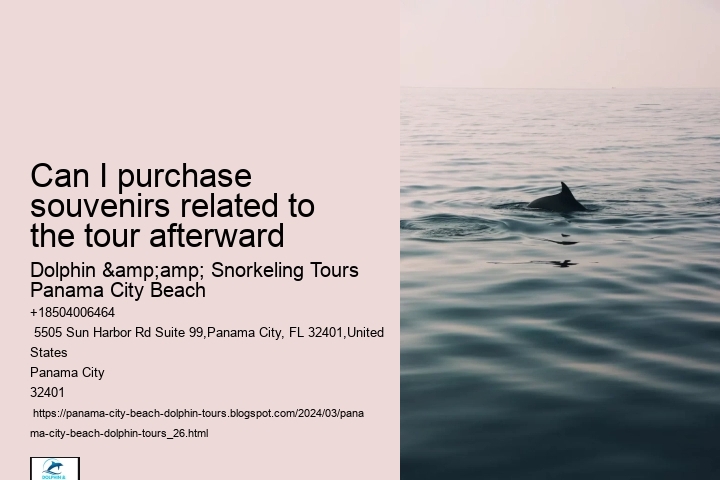 Can I purchase
souvenirs related to
the tour afterward
Dolphin &amp;amp; Snorkeling Tours
Panama City Beach
+18504006464
5505 Sun Harbor Rd Suite 99,Panama City, FL 32401,United
States
Panama City
32401
https://panama-city-beach-dolphin-tours.blogspot.com/2024/03/pana
ma-city-beach-dolphin-tours_26.html
DOLPHIN &